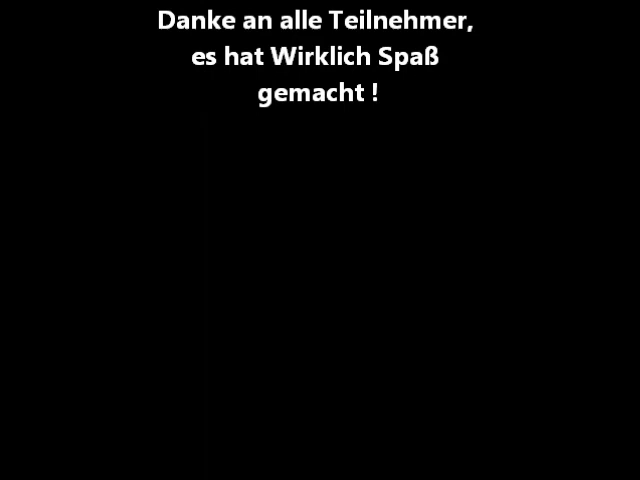 Danke an alle Teilnehmer,
es hat Wirklich Spaß
gemacht !